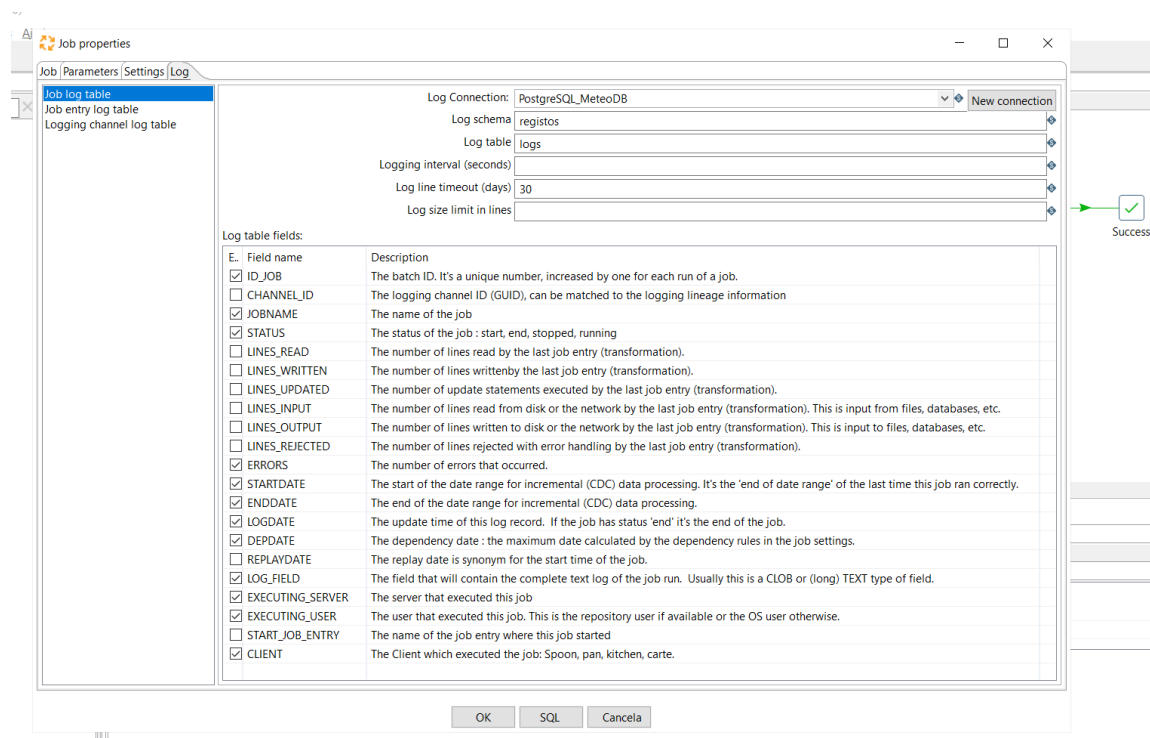 Job properties
Job Parameters Settings Log
Job log table
Job entry log table
Logging channel log table
Log Connection: PostgreSQL_MeteoDB New connection
Log schema registos
Log table logs
Logging interval (seconds)
Log line timeout (days) 30
Log size limit in lines
Log table fields:
E.. Field name Description
ID_JOB The batch ID. It's a unique number, increased by one for each run of a job.
CHANNEL_ID The logging channel ID (GUID), can be matched to the logging lineage information
JOBNAME The name of the job
STATUS The status of the job : start, end, stopped, running
LINES_READ The number of lines read by the last job entry (transformation).
LINES_WRITTEN The number of lines writtenby the last job entry (transformation).
LINES_UPDATED The number of update statements executed by the last job entry (transformation).
LINES_INPUT The number of lines read from disk or the network by the last job entry (transformation). This is input from files, databases, etc.
LINES_OUTPUT The number of lines written to disk or the network by the last job entry (transformation). This is input to files, databases, etc.
LINES_REJECTED The number of lines rejected with error handling by the last job entry (transformation).
ERRORS The number of errors that occurred.
STARTDATE The start of the date range for incremental (CDC) data processing. It's the 'end of date range' of the last time this job ran correctly.
ENDDATE The end of the date range for incremental (CDC) data processing.
LOGDATE The update time of this log record. If the job has status 'end' it's the end of the job.
DEPDATE The dependency date : the maximum date calculated by the dependency rules in the job settings.
REPLAYDATE The replay date is synonym for the start time of the job.
LOG_FIELD The field that will contain the complete text log of the job run. Usually this is a CLOB or (long) TEXT type of field.
EXECUTING_SERVER The server that executed this job
EXECUTING_USER The user that executed this job. This is the repository user if available or the OS user otherwise.
START_JOB_ENTRY The name of the job entry where this job started
CLIENT The Client which executed the job: Spoon, pan, kitchen, carte.
OK SQL Cancela
Success